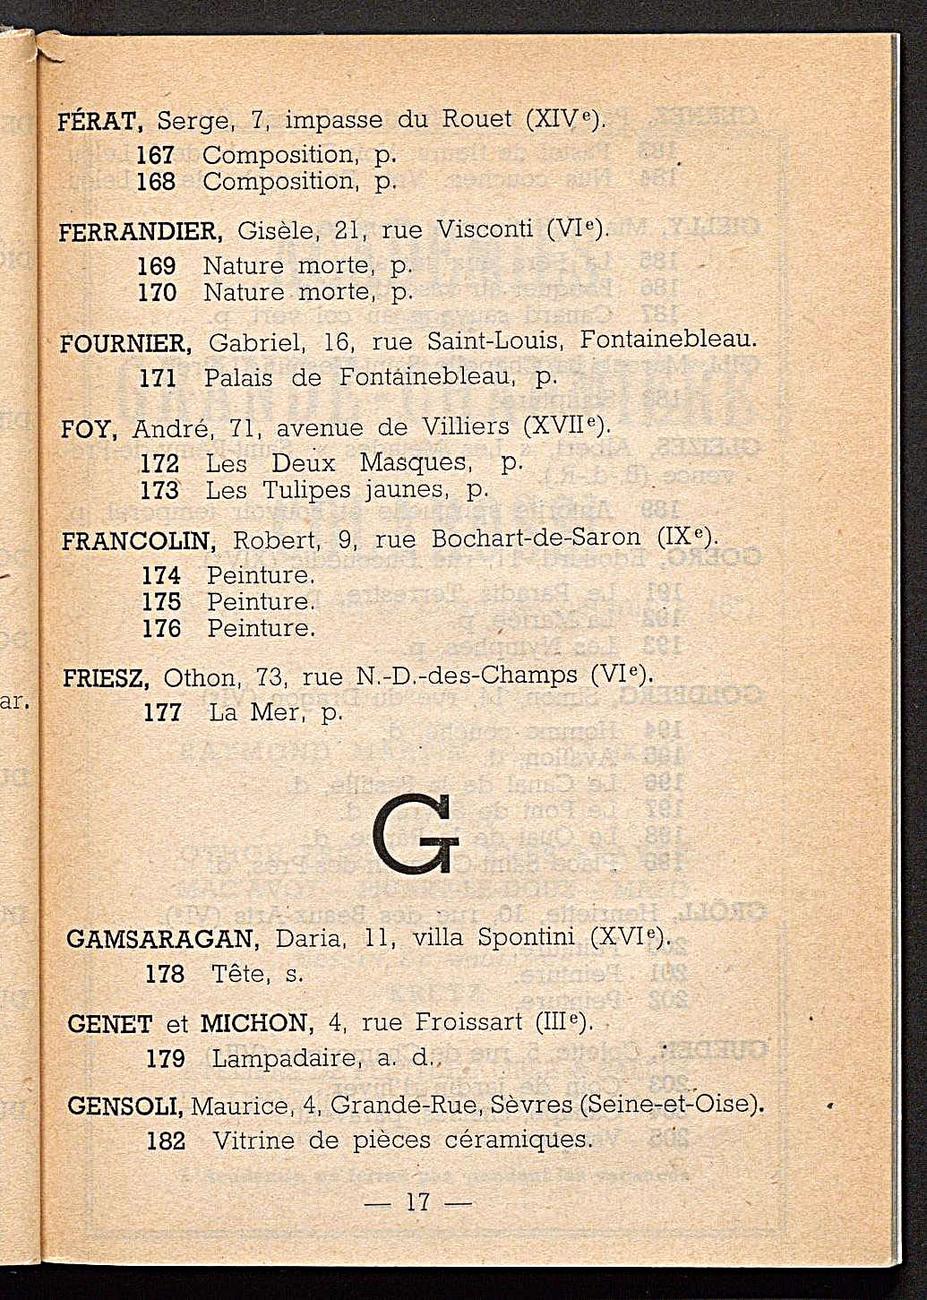 FÉRAT, Serge, 7, impasse du Rouet (XIVe).
167 Composition, p.
168 Composition, p.
FERRANDIER, Gisèle, 21, rue Visconti (VIe).
169 Nature morte, p.
170 Nature morte, p.
FOURNIER, Gabriel, 16, rue Saint-Louis, Fontainebleau.
171 Palais de Fontainebleau, p.
FOY, André, 71, avenue de Villiers (XVIIe).
172 Les Deux Masques, p.
173 Les Tulipes jaunes, p.
FRANCOLIN, Robert, 9, rue Bochart-de-Saron (IXe).
174 Peinture.
175 Peinture.
176 Peinture.
FRIESZ, Othon, 73, rue N.-D.-des-Champs (VIe).
ar.
177 La Mer, p.
G
GAMSARAGAN, Daria, 11, villa Spontini (XVIe).
178 Tête, s.
GENET et MICHON, 4, rue Froissart (IIIe).
179 Lampadaire, a. d.
GENSOLI, Maurice, 4, Grande-Rue, Sèvres (Seine-et-Oise).
182 Vitrine de pièces céramiques.
— 17 —